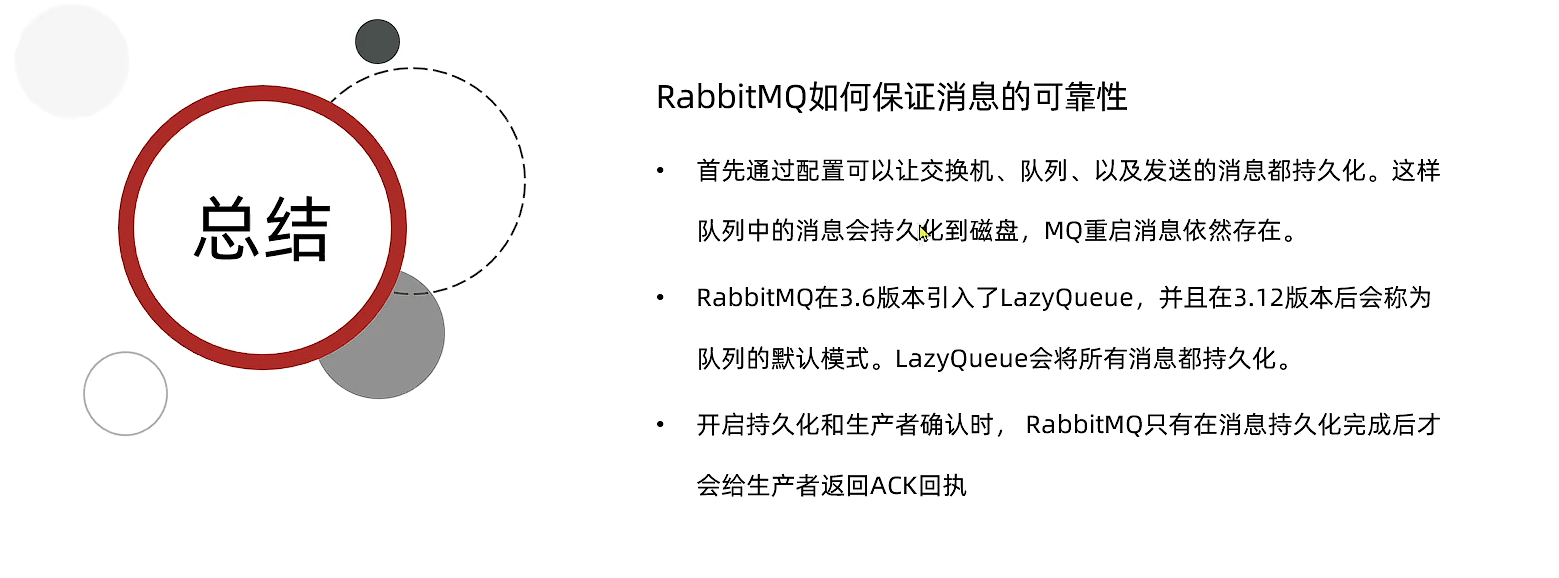 总结
RabbitMQ如何保证消息的可靠性
• 首先通过配置可以让交换机、队列、以及发送的消息都持久化。这样
队列中的消息会持久化到磁盘，MQ重启消息依然存在。
• RabbitMQ在3.6版本引入了LazyQueue，并且在3.12版本后会称为
队列的默认模式。LazyQueue会将所有消息都持久化。
• 开启持久化和生产者确认时， RabbitMQ只有在消息持久化完成后才
会给生产者返回ACK回执